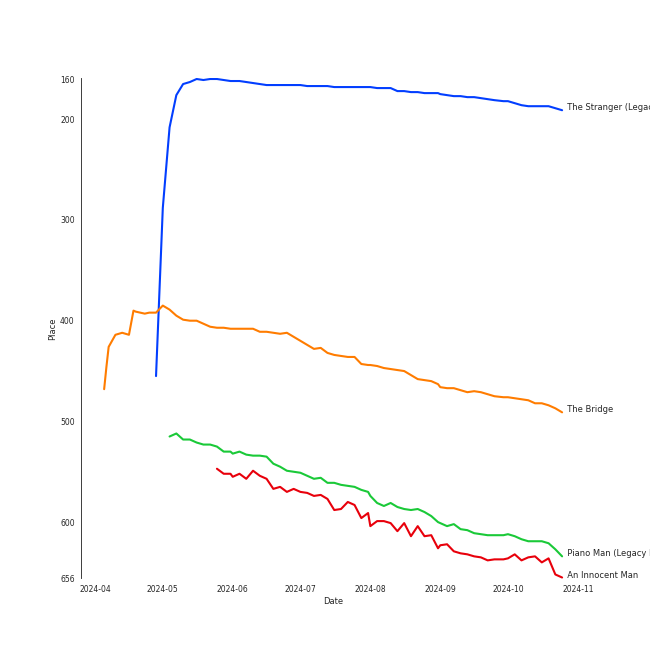 160
200
300
400
500
600
656
Place
The Stranger (Legac
The Bridge
Piano Man (Legacy
An Innocent Man
2024-04
2024-05
2024-06
2024-07
2024-08
2024-09
2024-10
2024-11
Date